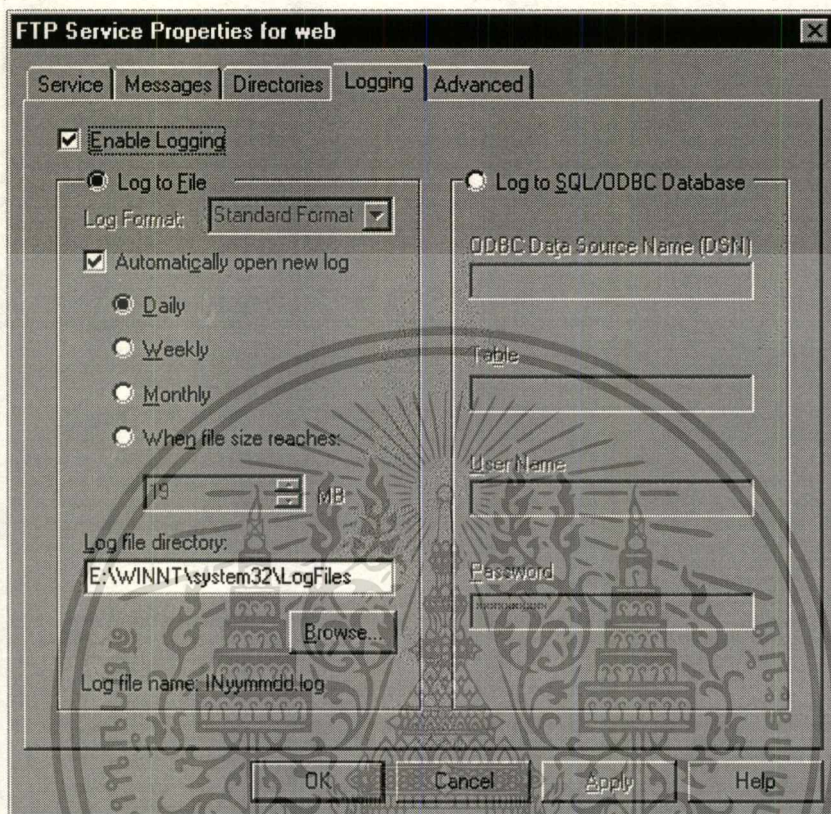 FTP Service Properties for web
Service Messages Directories Logging Advanced
Enable Logging
Log to File
Log Format: Standard Format
Automatically open new log
Daily
Weekly
Monthly
When file size reaches:
19 MB
Log file directory:
E:\WINNT\system32\LogFiles
Browse...
Log file name: INyymmdd.log
Log to SQL/ODBC Database
ODBC Data Source Name (DSN)
Table
User Name
Password
OK Cancel Apply Help